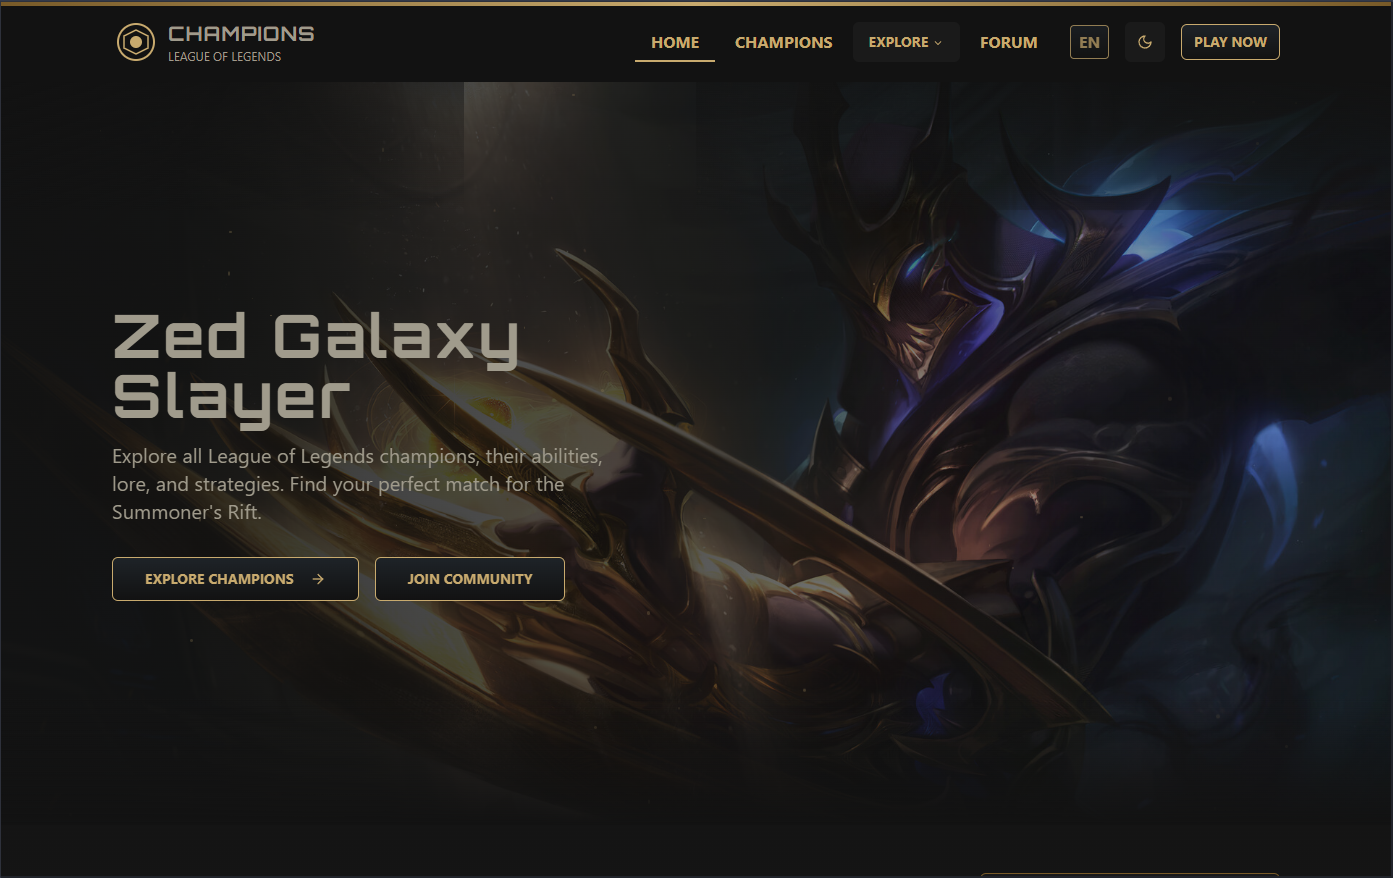 CHAMPIONS
LEAGUE OF LEGENDS
HOME
CHAMPIONS
EXPLORE
FORUM
EN
PLAY NOW
Zed Galaxy
Slayer
Explore all League of Legends champions, their abilities,
lore, and strategies. Find your perfect match for the
Summoner's Rift.
EXPLORE CHAMPIONS
JOIN COMMUNITY